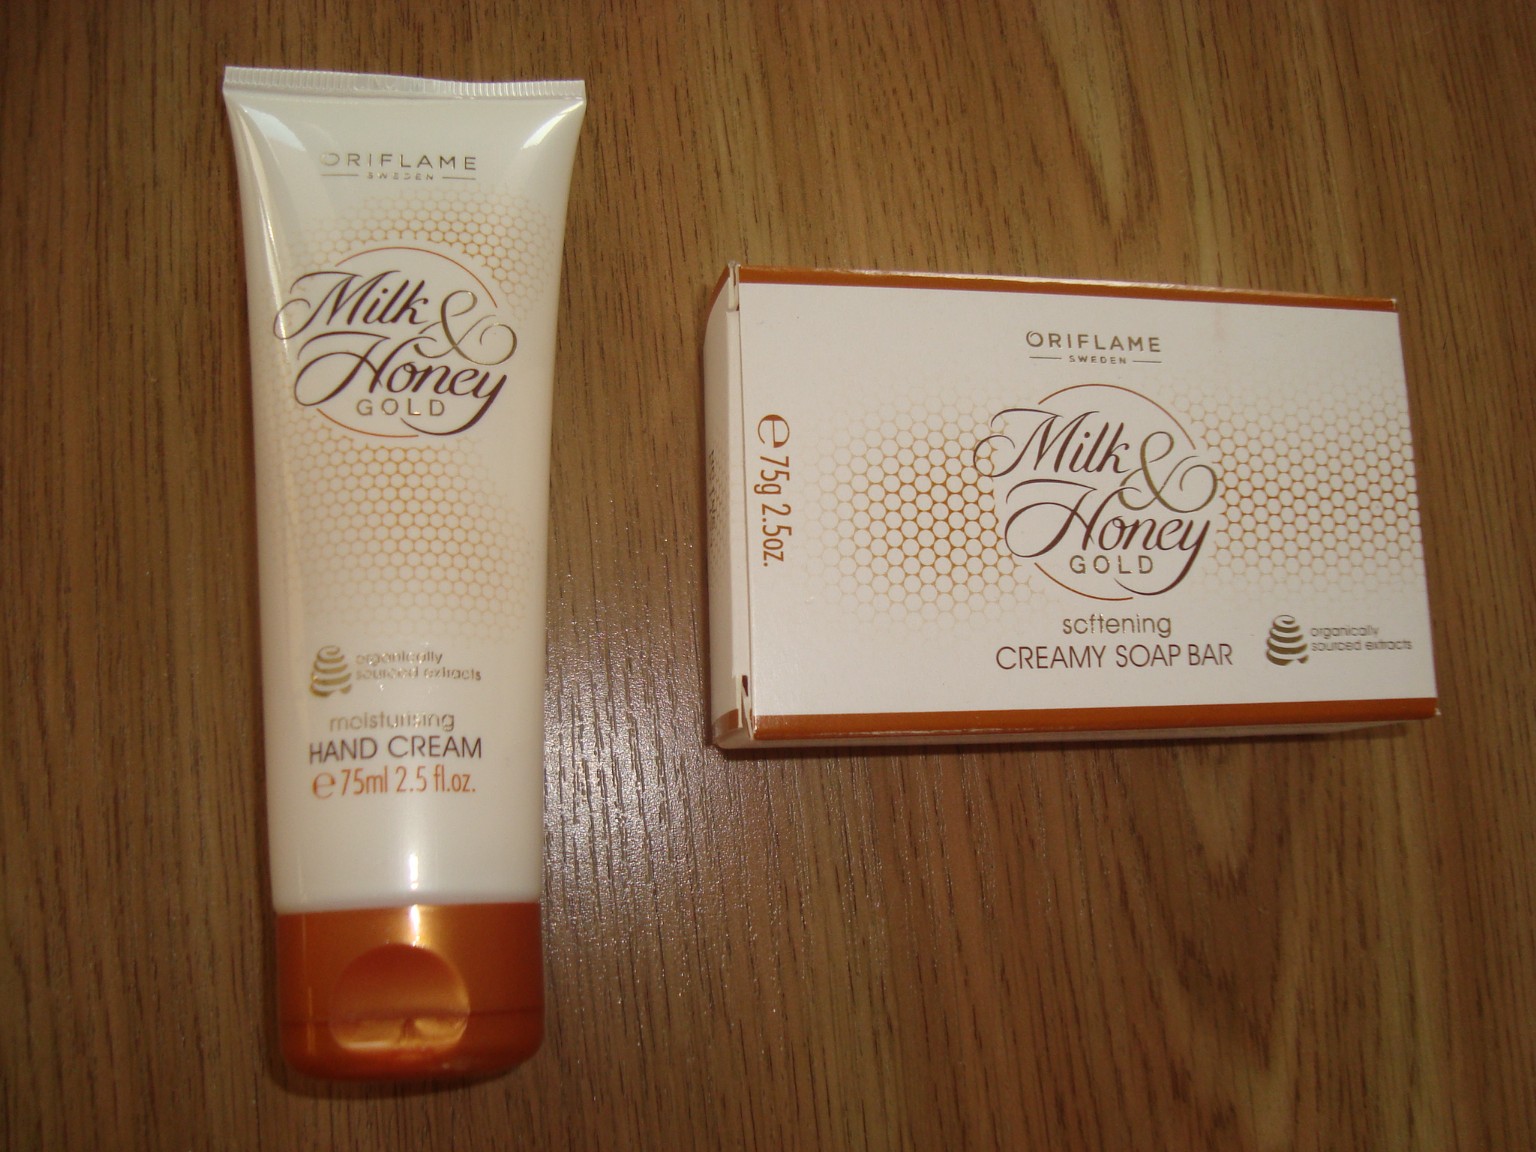 ORIFLAME
SWEDEN
Milk &
Honey
GOLD
organically
sourced extracts
moisturising
HAND CREAM
e 75ml 2.5 fl.oz.
ORIFLAME
SWEDEN
Milk &
Honey
GOLD
softening
CREAMY SOAP BAR
organically
sourced extracts
e 75g 2.5oz.